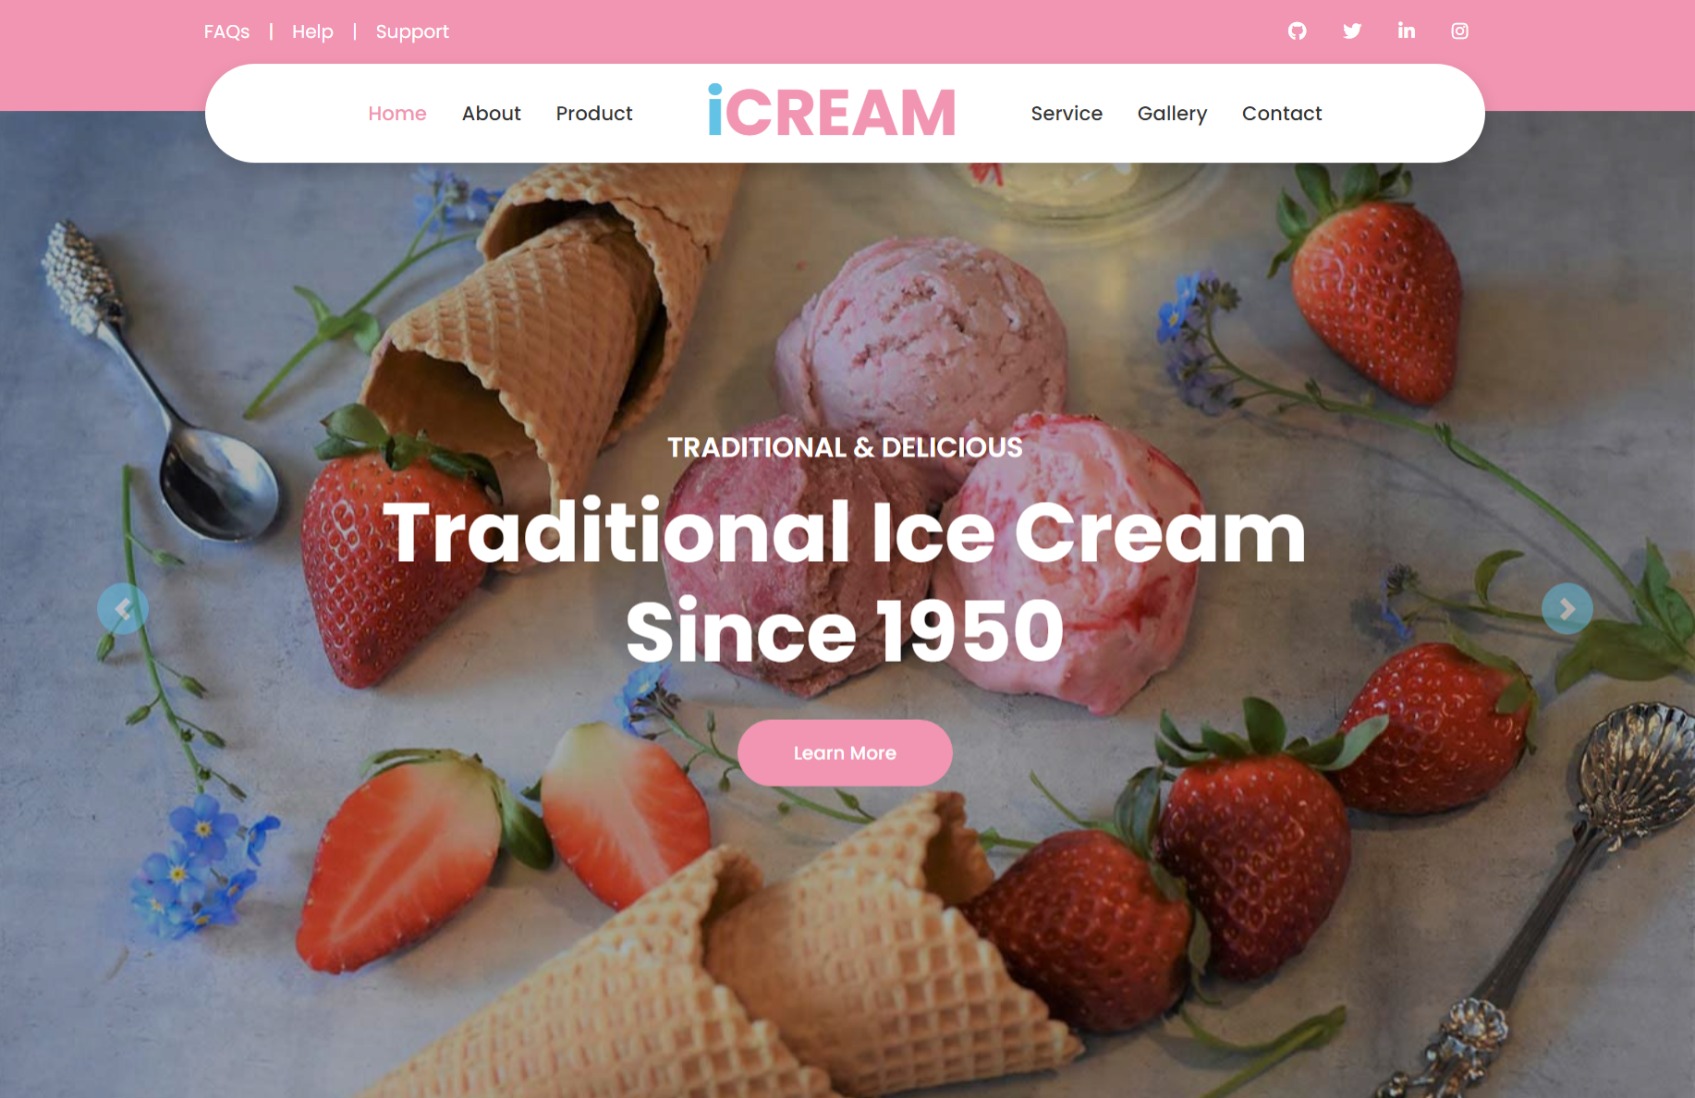 FAQs | Help | Support
Home About Product iCREAM Service Gallery Contact
TRADITIONAL & DELICIOUS
Traditional Ice Cream
Since 1950
Learn More